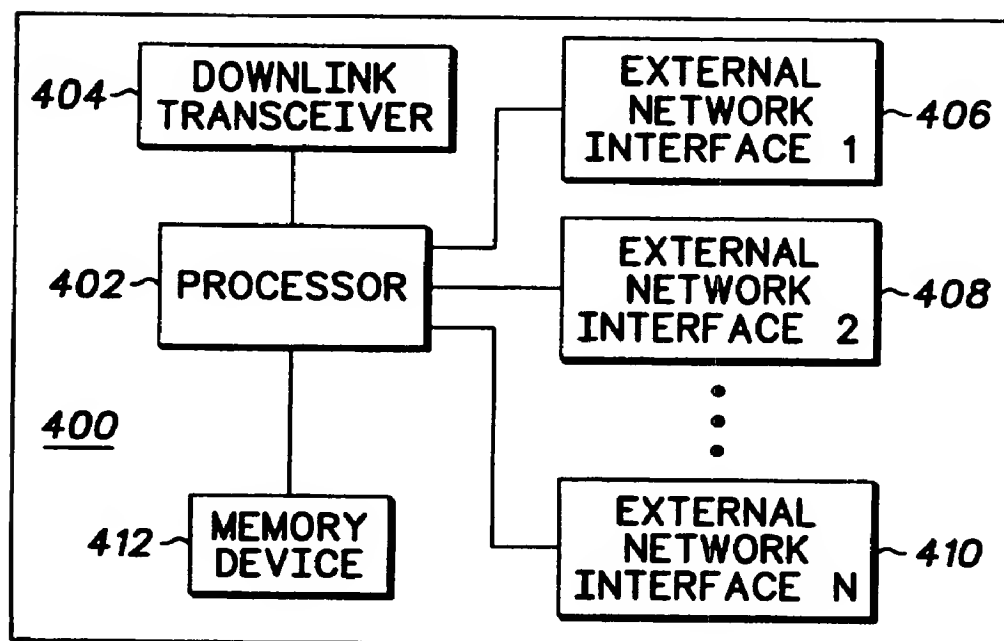 404
DOWNLINK
TRANSCEIVER
EXTERNAL
NETWORK
INTERFACE 1
406
402
PROCESSOR
EXTERNAL
NETWORK
INTERFACE 2
408
400
412
MEMORY
DEVICE
EXTERNAL
NETWORK
INTERFACE N
410